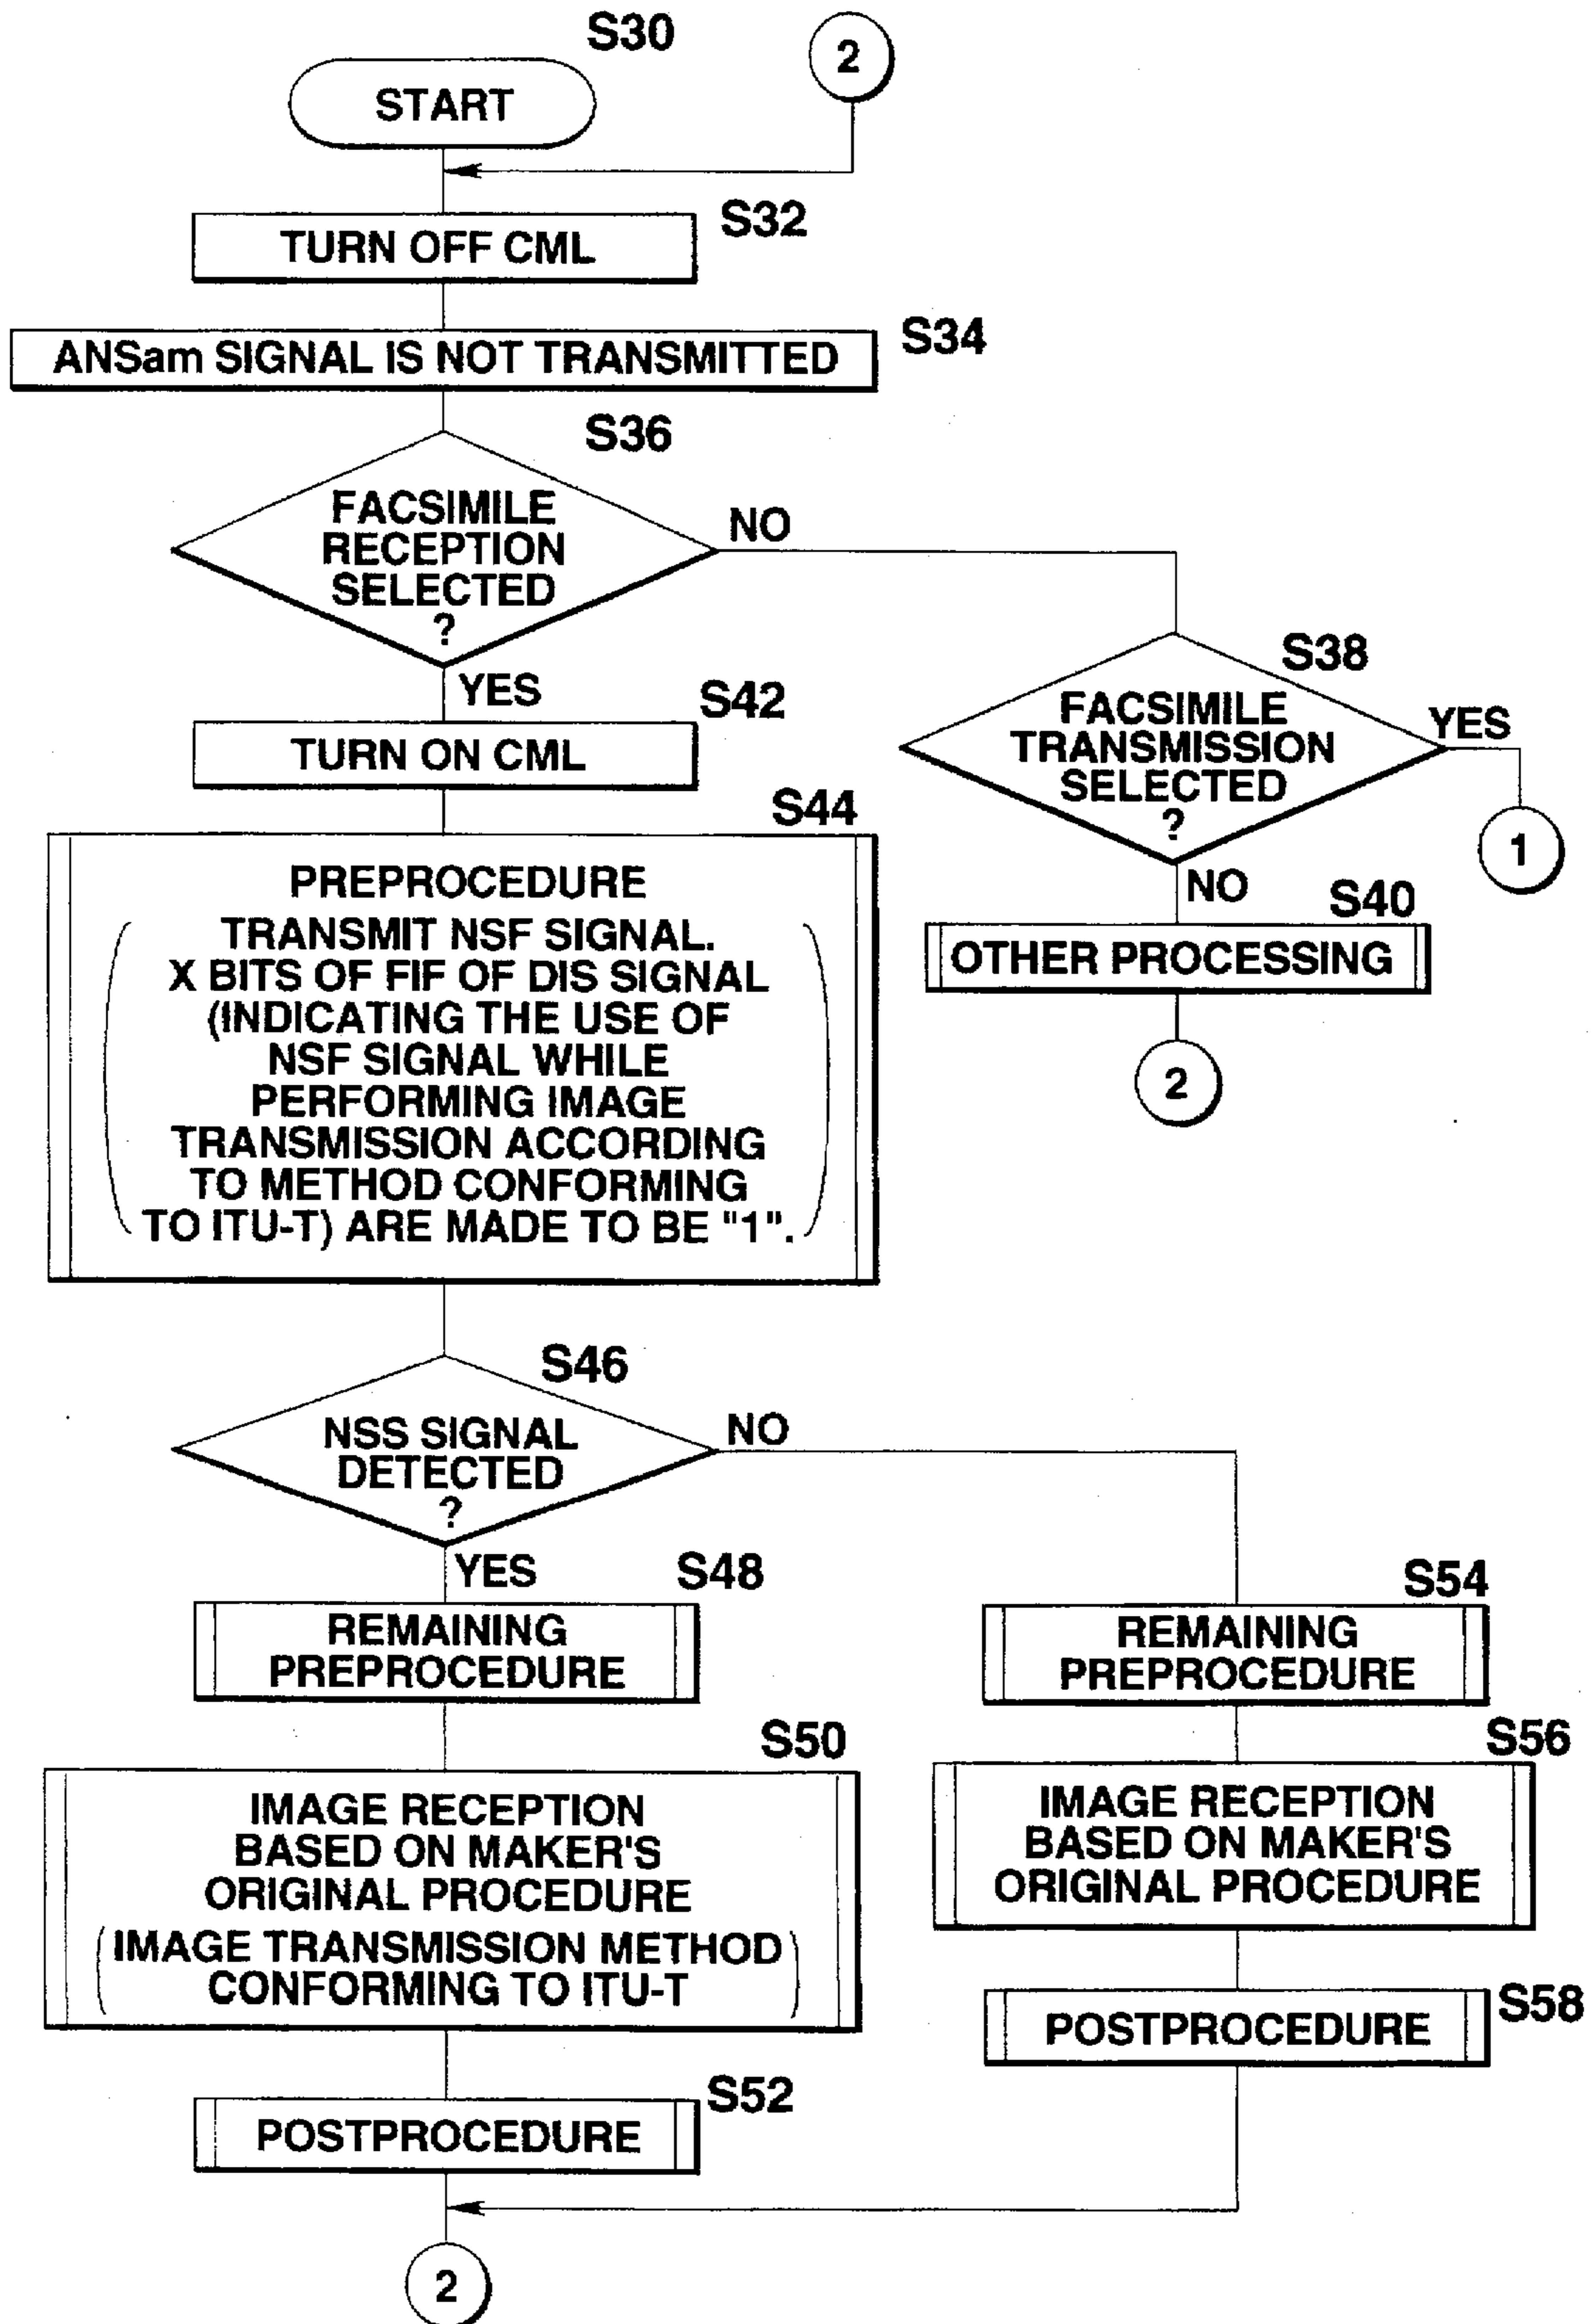 S30
2
START
S32
TURN OFF CML
S34
ANSam SIGNAL IS NOT TRANSMITTED
S36
FACSIMILE
RECEPTION
SELECTED
?
NO
YES
S38
FACSIMILE
TRANSMISSION
SELECTED
?
YES
1
NO
S40
OTHER PROCESSING
2
S42
TURN ON CML
S44
PREPROCEDURE
TRANSMIT NSF SIGNAL.
X BITS OF FIF OF DIS SIGNAL
(INDICATING THE USE OF
NSF SIGNAL WHILE
PERFORMING IMAGE
TRANSMISSION ACCORDING
TO METHOD CONFORMING
TO ITU-T) ARE MADE TO BE "1".
S46
NSS SIGNAL
DETECTED
?
NO
YES
S48
REMAINING
PREPROCEDURE
S50
IMAGE RECEPTION
BASED ON MAKER'S
ORIGINAL PROCEDURE
(IMAGE TRANSMISSION METHOD
CONFORMING TO ITU-T)
S52
POSTPROCEDURE
S54
REMAINING
PREPROCEDURE
S56
IMAGE RECEPTION
BASED ON MAKER'S
ORIGINAL PROCEDURE
S58
POSTPROCEDURE
2